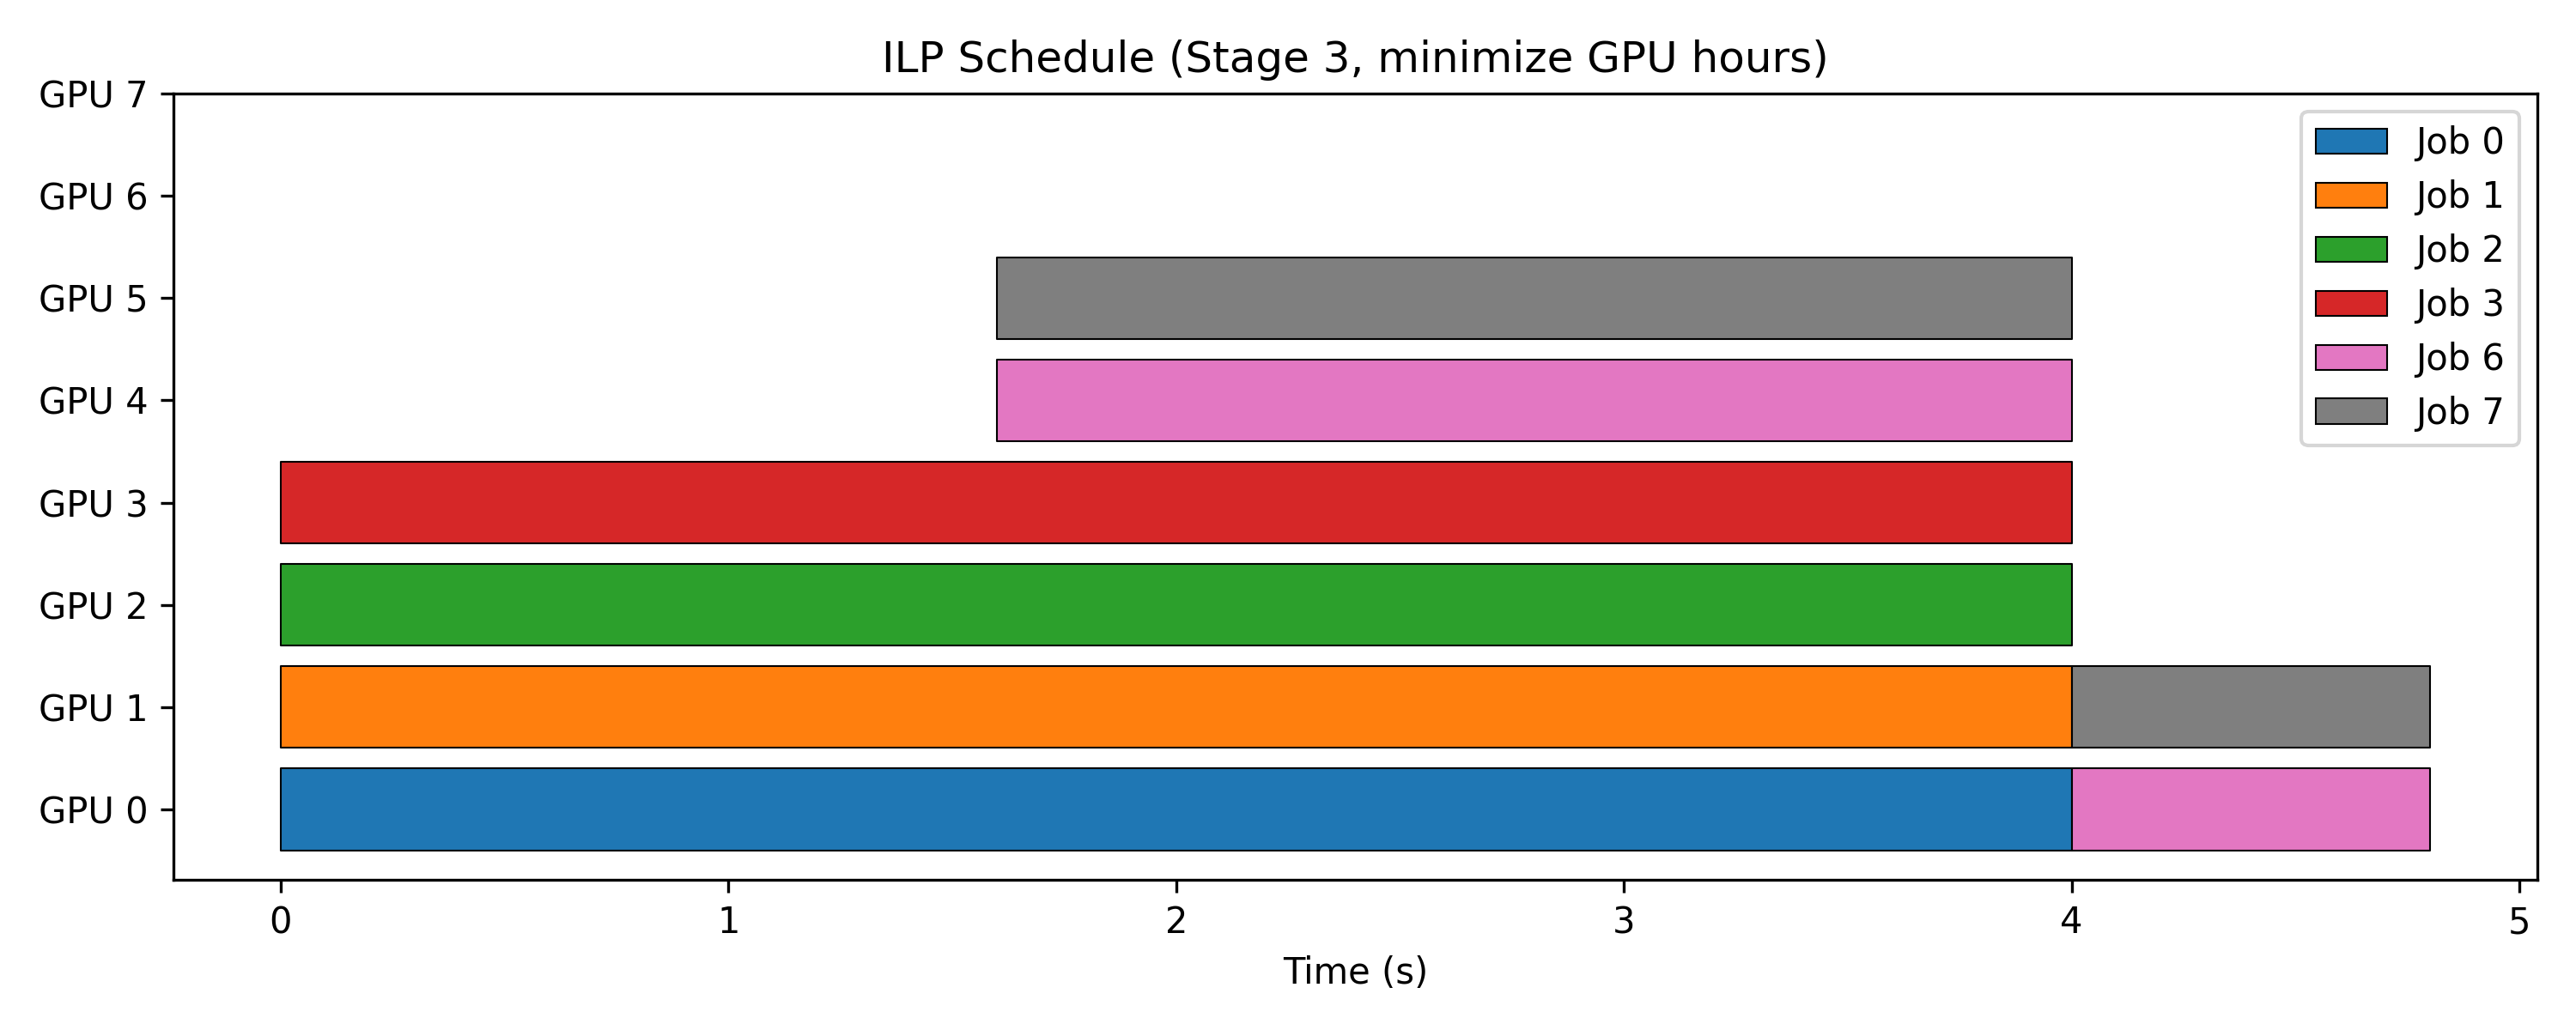 ILP Schedule (Stage 3, minimize GPU hours)
GPU 7
GPU 6
GPU 5
GPU 4
GPU 3
GPU 2
GPU 1
GPU 0
Job 0
Job 1
Job 2
Job 3
Job 6
Job 7
0 1 2 3 4 5
Time (s)